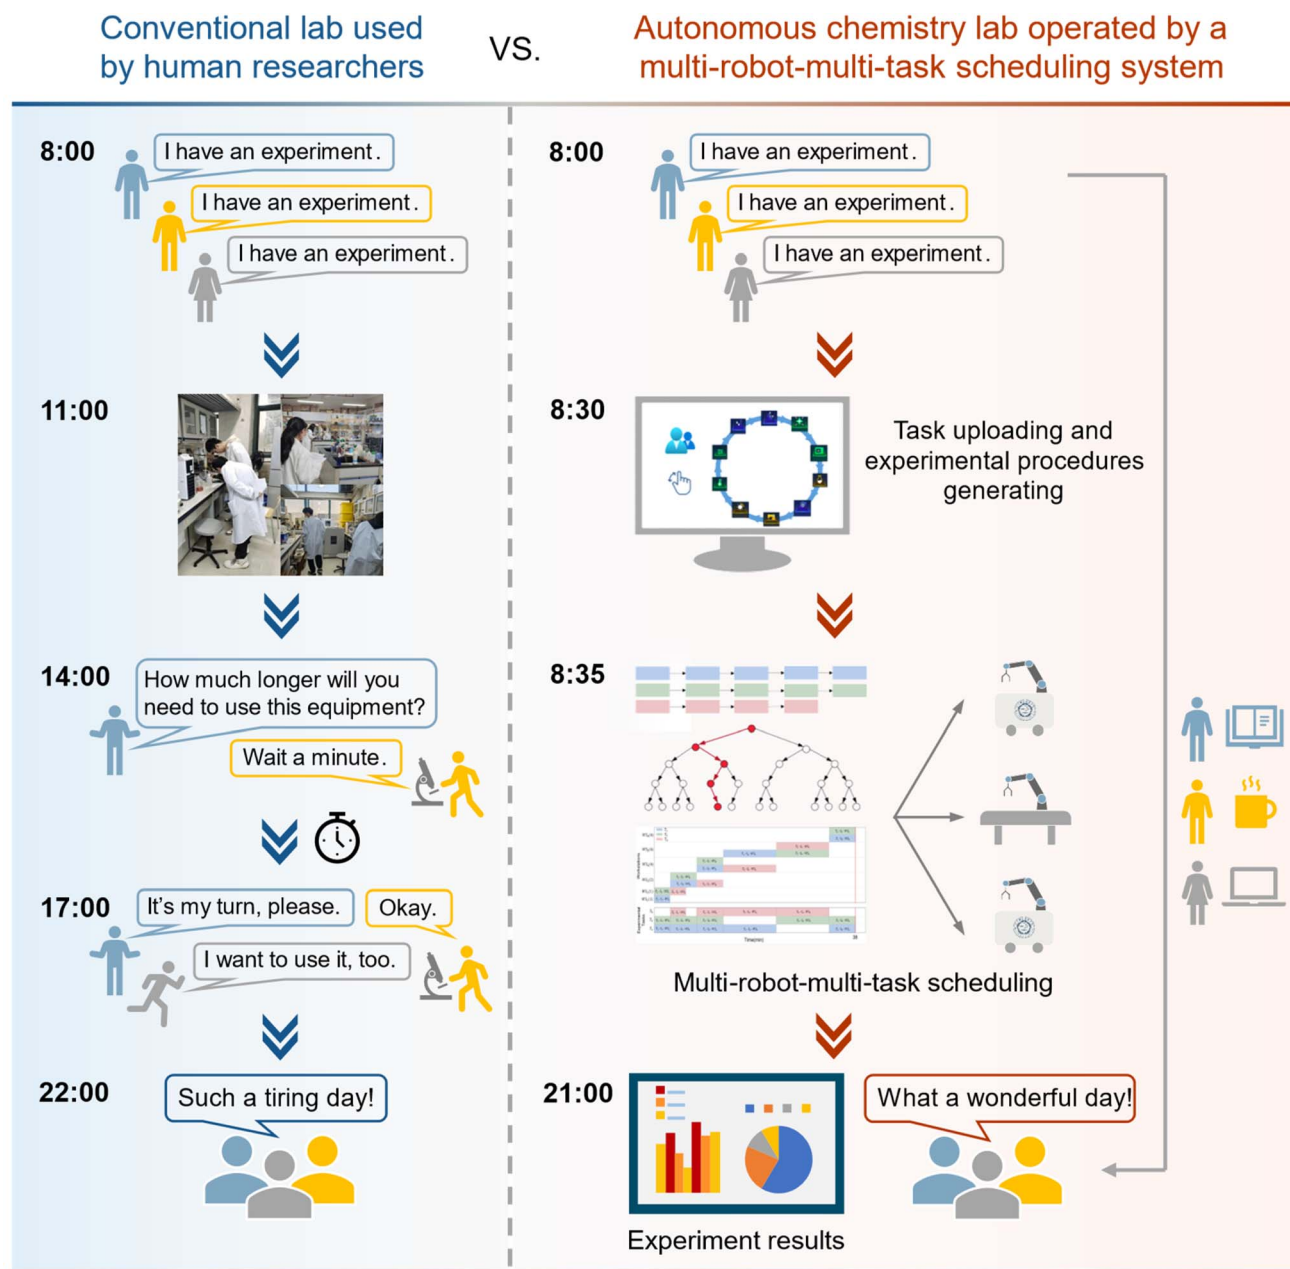 Conventional lab used
by human researchers
VS.
Autonomous chemistry lab operated by a
multi-robot-multi-task scheduling system
8:00
I have an experiment.
I have an experiment.
I have an experiment.
11:00
14:00
How much longer will you
need to use this equipment?
Wait a minute.
17:00
It's my turn, please.
Okay.
I want to use it, too.
22:00
Such a tiring day!
8:00
I have an experiment.
I have an experiment.
I have an experiment.
8:30
Task uploading and
experimental procedures
generating
8:35
Multi-robot-multi-task scheduling
21:00
What a wonderful day!
Experiment results